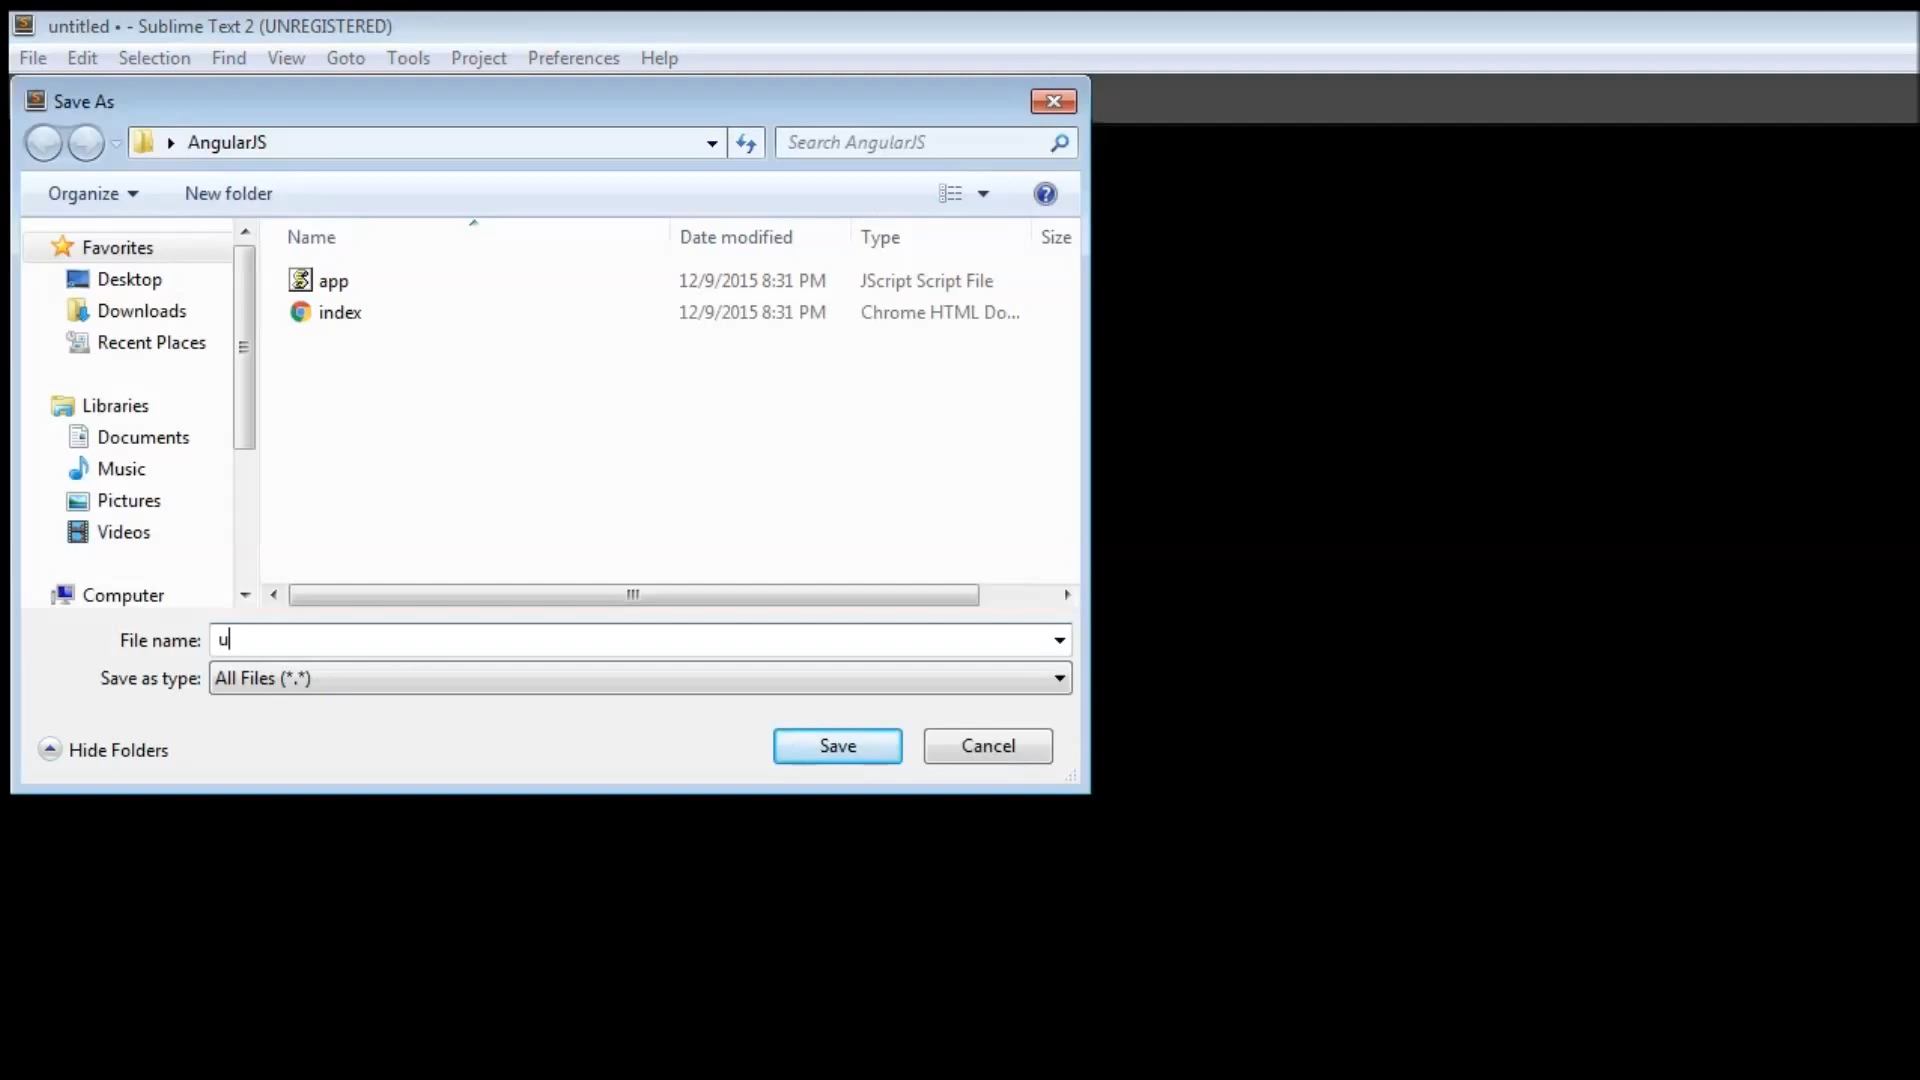 untitled • - Sublime Text 2 (UNREGISTERED)
File Edit Selection Find View Goto Tools Project Preferences Help
Save As
AngularJS
Search AngularJS
Organize
New folder
Name Date modified Type Size
Favorites
Desktop
Downloads
Recent Places
Libraries
Documents
Music
Pictures
Videos
Computer
app 12/9/2015 8:31 PM JScript Script File
index 12/9/2015 8:31 PM Chrome HTML Do...
File name: u
Save as type: All Files (*.*)
Hide Folders
Save
Cancel